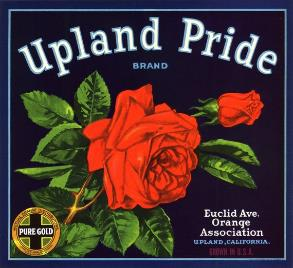 Upland Pride
BRAND
Euclid Ave.
Orange
Association
UPLAND, CALIFORNIA.
GROWN IN U.S.A.
PURE GOLD